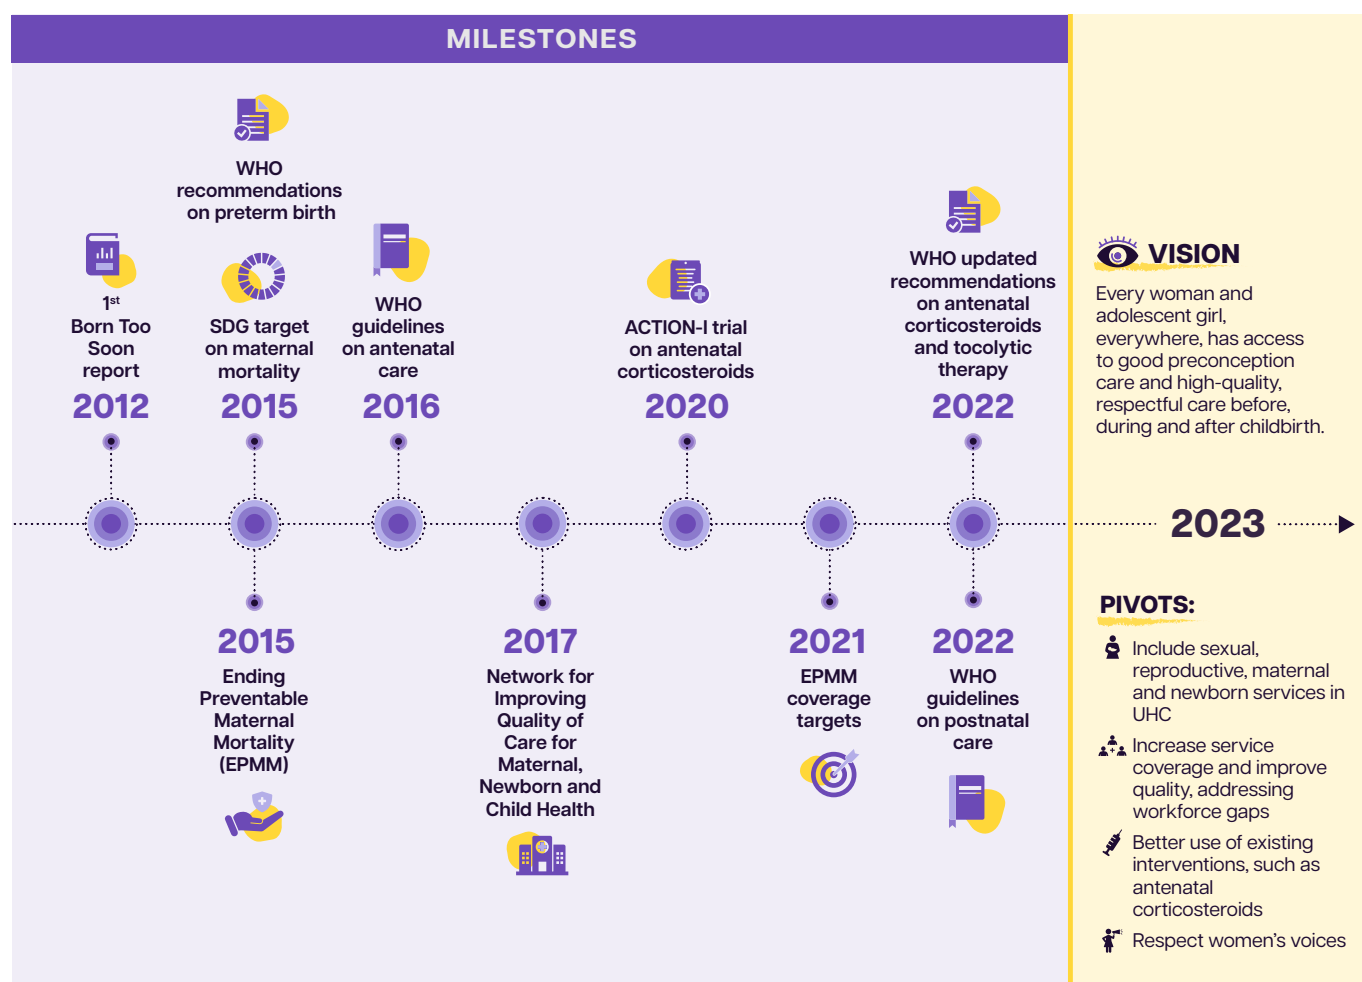 MILESTONES
1st
Born Too
Soon
report
2012
WHO
recommendations
on preterm birth
SDG target
on maternal
mortality
2015
WHO
guidelines
on antenatal
care
2016
ACTION-I trial
on antenatal
corticosteroids
2020
WHO updated
recommendations
on antenatal
corticosteroids
and tocolytic
therapy
2022
2015
Ending
Preventable
Maternal
Mortality
(EPMM)
2017
Network for
Improving
Quality of
Care for
Maternal,
Newborn and
Child Health
2021
EPMM
coverage
targets
2022
WHO
guidelines
on postnatal
care
VISION
Every woman and
adolescent girl,
everywhere, has access
to good preconception
care and high-quality,
respectful care before,
during and after childbirth.
2023
PIVOTS:
Include sexual,
reproductive, maternal
and newborn services in
UHC
Increase service
coverage and improve
quality, addressing
workforce gaps
Better use of existing
interventions, such as
antenatal
corticosteroids
Respect women's voices